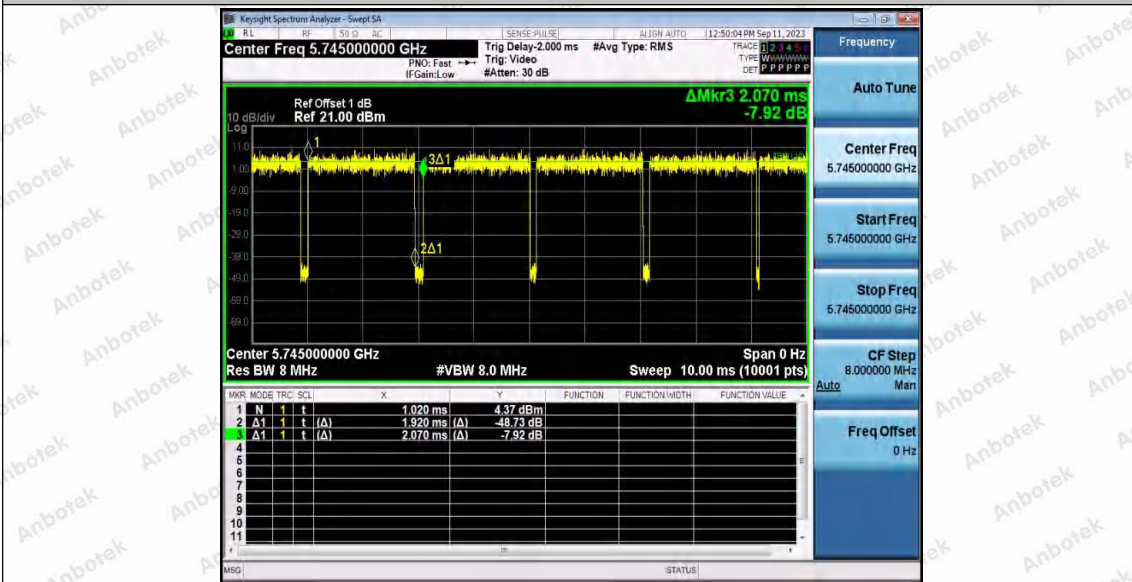 Keysight Spectrum Analyzer - Swept SA
RL RF 50 Ω AC SENSE:PULSE ALIGN AUTO 12:50:04 PM Sep 11, 2023
Center Freq 5.745000000 GHz
PNO: Fast
IFGain:Low
Trig Delay-2.000 ms
Trig: Video
#Atten: 30 dB
#Avg Type: RMS
TRACE 1 2 3 4 5 6
TYPE W
DET P P P P P P
Ref Offset 1 dB
10 dB/div Ref 21.00 dBm
Log
ΔMkr3 2.070 ms
-7.92 dB
11.0
1.00
-9.00
-19.0
-29.0
-39.0
-49.0
-59.0
-69.0
1
3Δ1
2Δ1
Center 5.745000000 GHz Span 0 Hz
Res BW 8 MHz #VBW 8.0 MHz Sweep 10.00 ms (10001 pts)
MKR MODE TRC SCL X Y FUNCTION FUNCTION WIDTH FUNCTION VALUE
1 N 1 t 1.020 ms 4.37 dBm
2 Δ1 1 t (Δ) 1.920 ms (Δ) -48.73 dB
3 Δ1 1 t (Δ) 2.070 ms (Δ) -7.92 dB
4
5
6
7
8
9
10
11
MSG STATUS
Frequency
Auto Tune
Center Freq
5.745000000 GHz
Start Freq
5.745000000 GHz
Stop Freq
5.745000000 GHz
CF Step
8.000000 MHz
Auto Man
Freq Offset
0 Hz
Anbotek